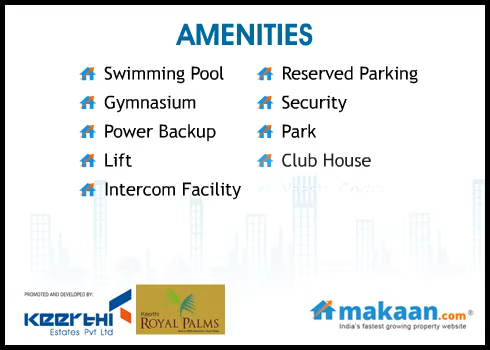 AMENITIES
Swimming Pool
Gymnasium
Power Backup
Lift
Intercom Facility
Reserved Parking
Security
Park
Club House
PROMOTED AND DEVELOPED BY:
KEERTHI
Estates Pvt Ltd
Keerthi
ROYAL PALMS
makaan.com®
India's fastest growing property website